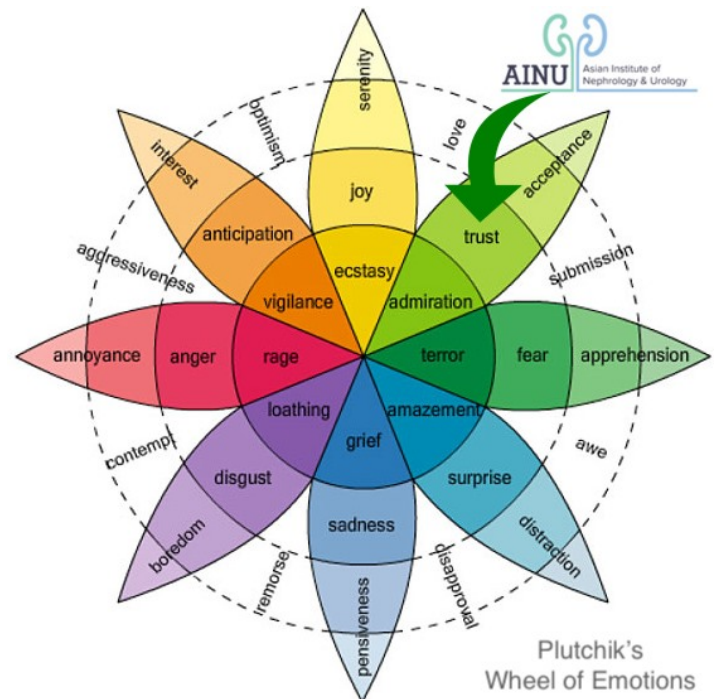 AINU
Asian Institute of
Nephrology & Urology
serenity
optimism
love
interest
acceptance
joy
anticipation
trust
aggressiveness
submission
ecstasy
vigilance
admiration
annoyance
anger
rage
terror
fear
apprehension
loathing
amazement
grief
contempt
awe
disgust
surprise
sadness
boredom
distraction
remorse
disapproval
pensiveness
Plutchik's
Wheel of Emotions